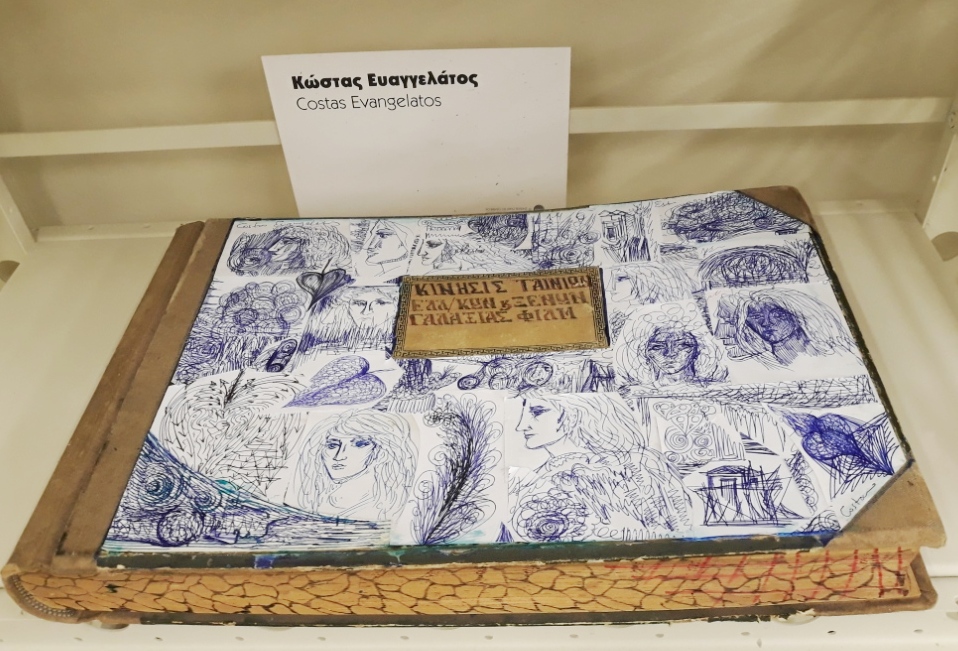 Κώστας Ευαγγελάτος
Costas Evangelatos
ΚΙΝΗΣΙΣ ΤΑΙΝΙΩΝ
ΕΛΛ/ΚΩΝ & ΞΕΝΩΝ
ΓΑΛΑΞΙΑΣ ΦΙΛΜ